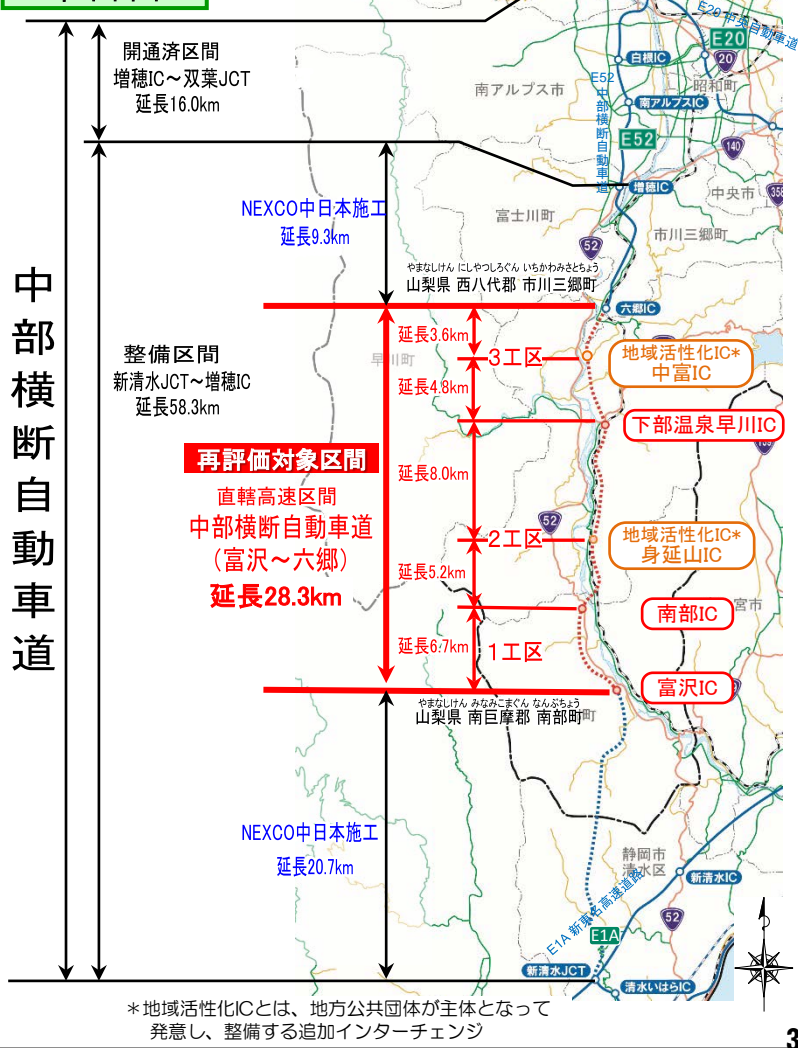 中部横断自動車道
開通済区間
増穂IC～双葉JCT
延長16.0km
整備区間
新清水JCT～増穂IC
延長58.3km
NEXCO中日本施工
延長9.3km
やまなしけん にしやつしろぐん いちかわみさとちょう
山梨県 西八代郡 市川三郷町
再評価対象区間
直轄高速区間
中部横断自動車道
（富沢～六郷）
延長28.3km
延長3.6km
3工区
延長4.8km
延長8.0km
2工区
延長5.2km
延長6.7km
1工区
やまなしけん みなみこまぐん なんぶちょう
山梨県 南巨摩郡 南部町
NEXCO中日本施工
延長20.7km
E20 中央自動車道
E20
20
白根IC
昭和町
南アルプス市
E52 中部横断自動車道
南アルプスIC
E52
140
増穂IC
中央市
358
富士川町
市川三郷町
52
六郷IC
早川町
地域活性化IC*
中富IC
下部温泉早川IC
52
地域活性化IC*
身延山IC
南部IC
宮市
富沢IC
町
静岡市
清水区
新清水IC
E1A 新東名高速道路
52
E1A
新清水JCT
清水いはらIC
＊地域活性化ICとは、地方公共団体が主体となって
発意し、整備する追加インターチェンジ
3